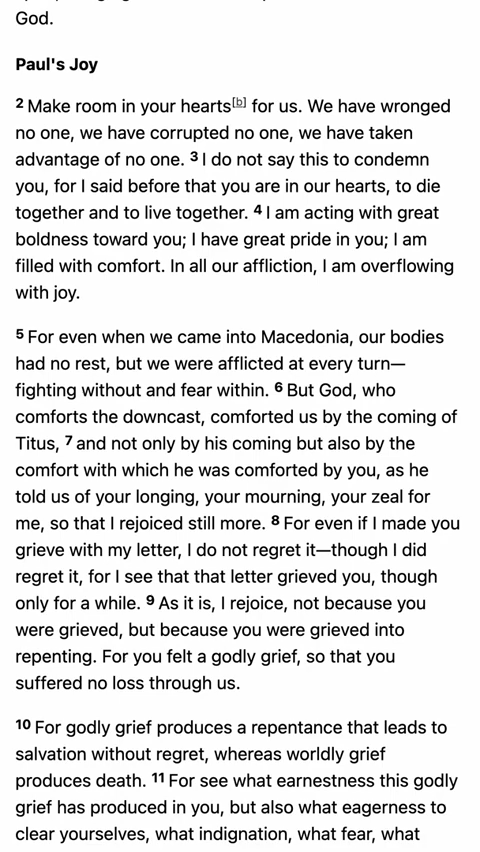 God.
Paul's Joy
2 Make room in your hearts[b] for us. We have wronged
no one, we have corrupted no one, we have taken
advantage of no one. 3 I do not say this to condemn
you, for I said before that you are in our hearts, to die
together and to live together. 4 I am acting with great
boldness toward you; I have great pride in you; I am
filled with comfort. In all our affliction, I am overflowing
with joy.
5 For even when we came into Macedonia, our bodies
had no rest, but we were afflicted at every turn—
fighting without and fear within. 6 But God, who
comforts the downcast, comforted us by the coming of
Titus, 7 and not only by his coming but also by the
comfort with which he was comforted by you, as he
told us of your longing, your mourning, your zeal for
me, so that I rejoiced still more. 8 For even if I made you
grieve with my letter, I do not regret it—though I did
regret it, for I see that that letter grieved you, though
only for a while. 9 As it is, I rejoice, not because you
were grieved, but because you were grieved into
repenting. For you felt a godly grief, so that you
suffered no loss through us.
10 For godly grief produces a repentance that leads to
salvation without regret, whereas worldly grief
produces death. 11 For see what earnestness this godly
grief has produced in you, but also what eagerness to
clear yourselves, what indignation, what fear, what